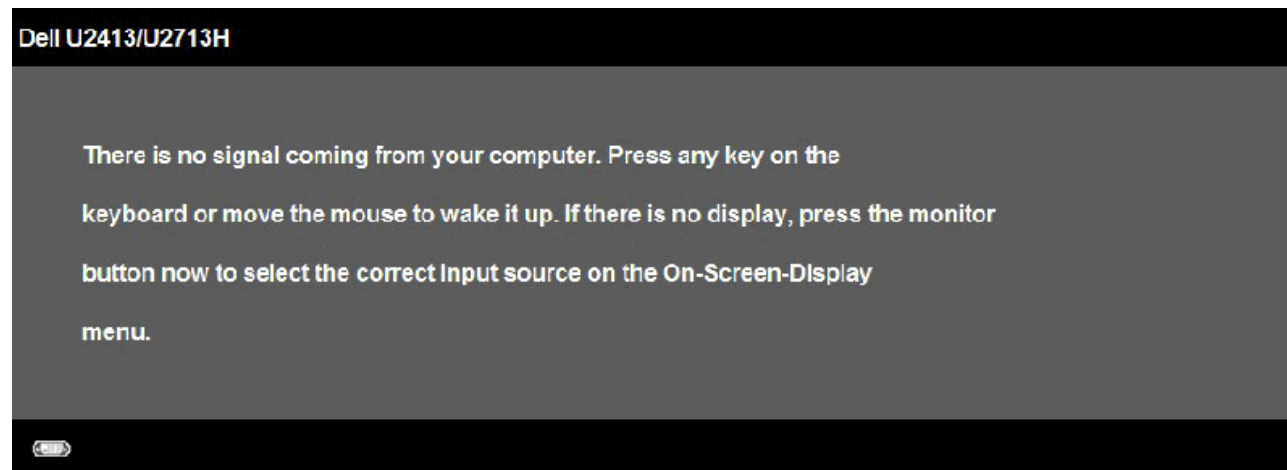 Dell U2413/U2713H
There is no signal coming from your computer. Press any key on the
keyboard or move the mouse to wake it up. If there is no display, press the monitor
button now to select the correct input source on the On-Screen-Display
menu.